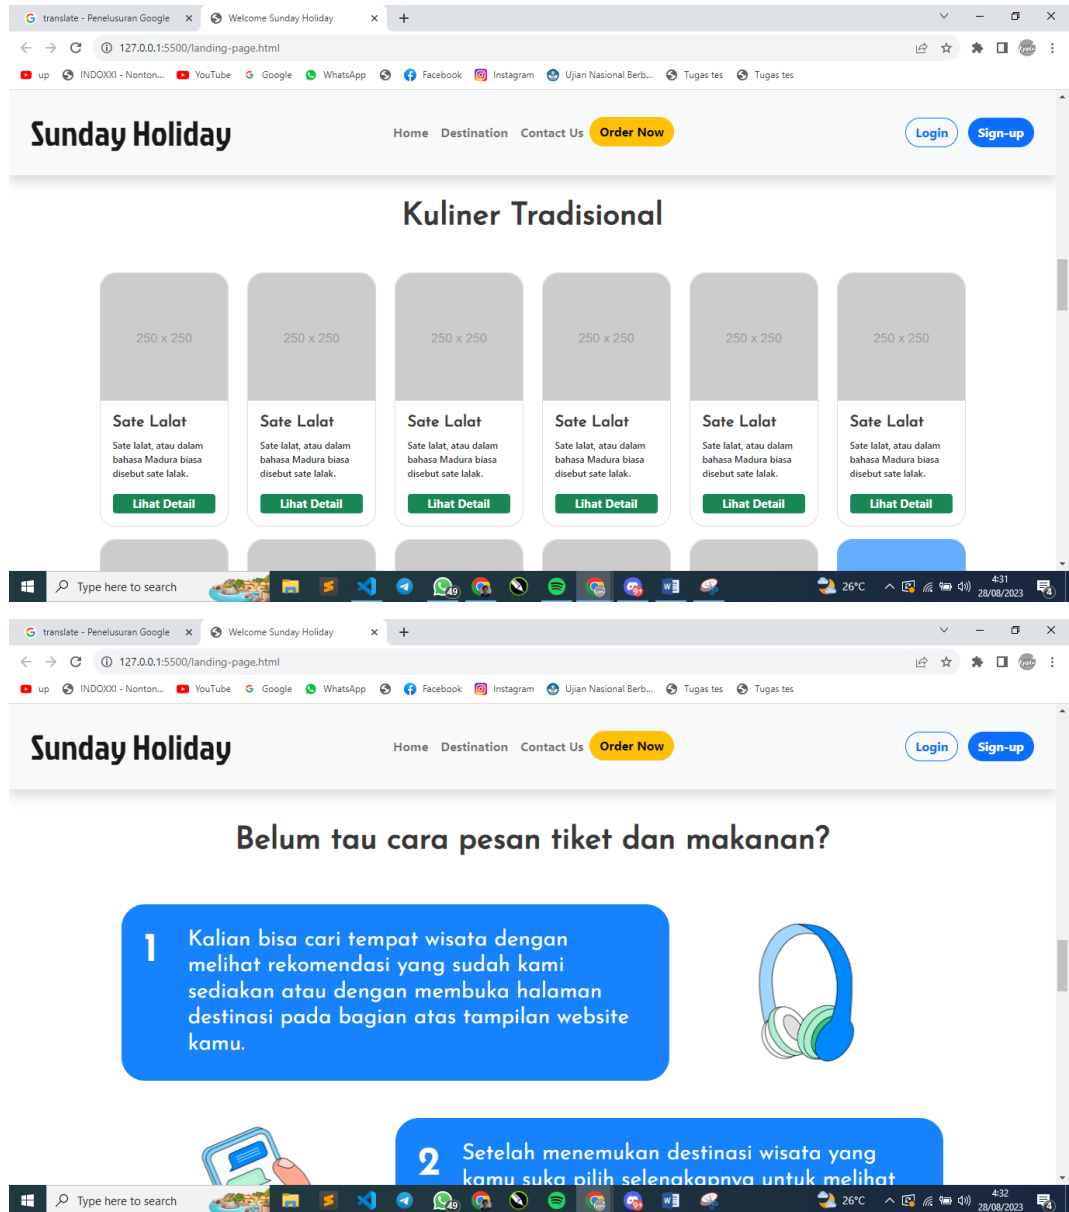 translate - Penelusuran Google
Welcome Sunday Holiday
127.0.0.1:5500/landing-page.html
up INDOXXI - Nonton... YouTube Google WhatsApp Facebook Instagram Ujian Nasional Berb... Tugas tes Tugas tes
Sunday Holiday
Home Destination Contact Us Order Now
Login Sign-up
Kuliner Tradisional
250 x 250 250 x 250 250 x 250 250 x 250 250 x 250 250 x 250
Sate Lalat Sate Lalat Sate Lalat Sate Lalat Sate Lalat Sate Lalat
Sate lalat, atau dalam Sate lalat, atau dalam Sate lalat, atau dalam Sate lalat, atau dalam Sate lalat, atau dalam Sate lalat, atau dalam
bahasa Madura biasa bahasa Madura biasa bahasa Madura biasa bahasa Madura biasa bahasa Madura biasa bahasa Madura biasa
disebut sate lalak. disebut sate lalak. disebut sate lalak. disebut sate lalak. disebut sate lalak. disebut sate lalak.
Lihat Detail Lihat Detail Lihat Detail Lihat Detail Lihat Detail Lihat Detail
Type here to search
49
26°C
4:31
28/08/2023
4
translate - Penelusuran Google
Welcome Sunday Holiday
127.0.0.1:5500/landing-page.html
up INDOXXI - Nonton... YouTube Google WhatsApp Facebook Instagram Ujian Nasional Berb... Tugas tes Tugas tes
Sunday Holiday
Home Destination Contact Us Order Now
Login Sign-up
Belum tau cara pesan tiket dan makanan?
1
Kalian bisa cari tempat wisata dengan
melihat rekomendasi yang sudah kami
sediakan atau dengan membuka halaman
destinasi pada bagian atas tampilan website
kamu.
2
Setelah menemukan destinasi wisata yang
kamu suka pilih selengkapnya untuk melihat
Type here to search
49
26°C
4:32
28/08/2023
4